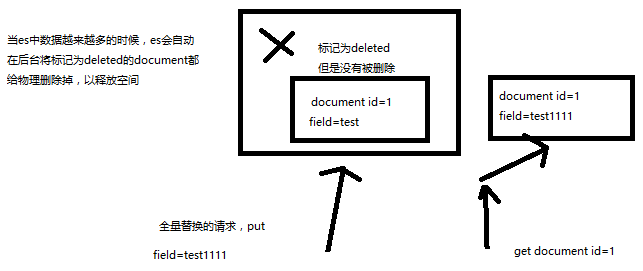 当es中数据越来越多的时候，es会自动
在后台将标记为deleted的document都
给物理删除掉，以释放空间
标记为deleted
但是没有被删除
document id=1
field=test
document id=1
field=test1111
全量替换的请求，put
field=test1111
get document id=1